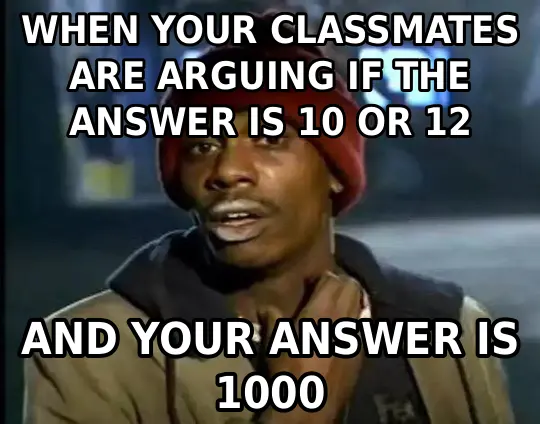 WHEN YOUR CLASSMATES
ARE ARGUING IF THE
ANSWER IS 10 OR 12
AND YOUR ANSWER IS
1000